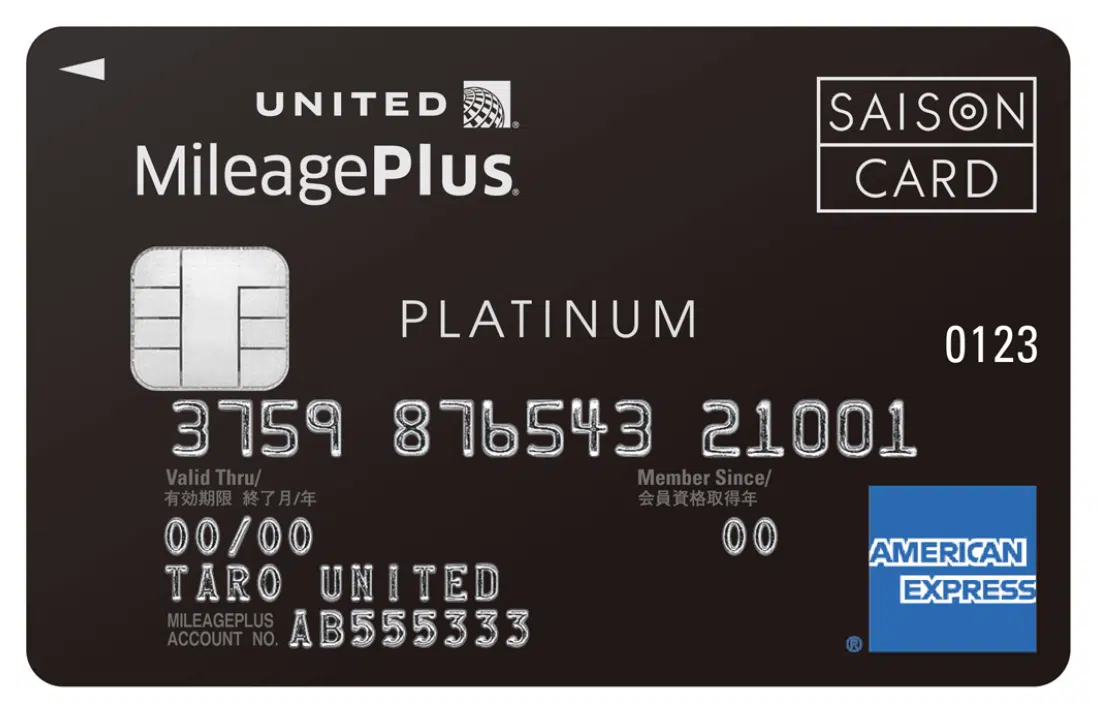 UNITED
MileagePlus®
SAISON
CARD
PLATINUM
0123
3759 876543 21001
Valid Thru/
有効期限 終了月/年
Member Since/
会員資格取得年
00/00
00
TARO UNITED
MILEAGEPLUS
ACCOUNT NO. AB555333
AMERICAN
EXPRESS
®